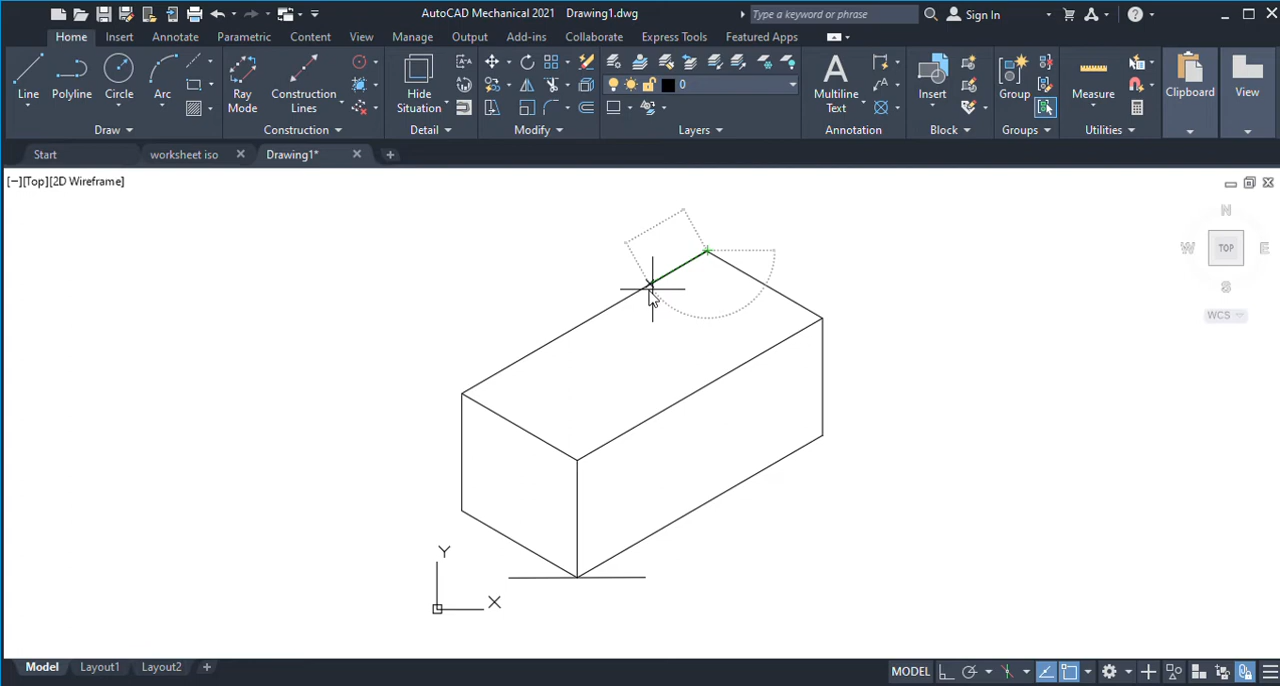 AutoCAD Mechanical 2021 Drawing1.dwg
Type a keyword or phrase
Sign In
Home Insert Annotate Parametric Content View Manage Output Add-ins Collaborate Express Tools Featured Apps
Line Polyline Circle Arc
Ray Mode
Construction Lines
Hide Situation
0
Multiline Text
Insert
Group
Measure
Clipboard
View
Draw Construction Detail Modify Layers Annotation Block Groups Utilities
Start worksheet iso Drawing1*
[−][Top][2D Wireframe]
N
W TOP E
S
WCS
Y
X
Model Layout1 Layout2
MODEL